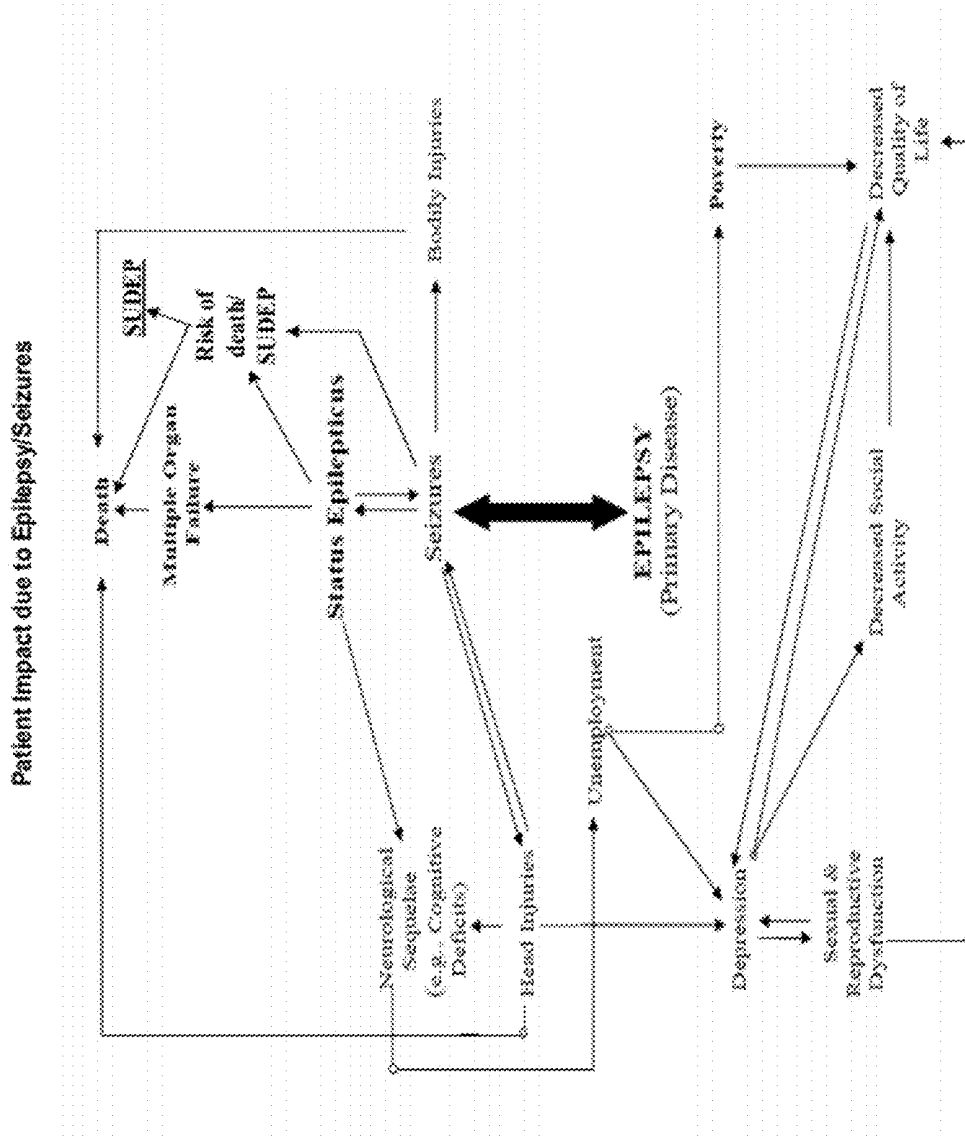 Patient Impact due to Epilepsy/Seizures
Death
SUDEP
Multiple Organ
Failure
Risk of
death/
SUDEP
Status Epilepticus
Neurological
Sequelae
(e.g., Cognitive
Deficits)
Seizures
Bodily Injuries
Head Injuries
Unemployment
EPILEPSY
(Primary Disease)
Poverty
Depression
Sexual &
Reproductive
Dysfunction
Decreased Social
Activity
Decreased
Quality of
Life